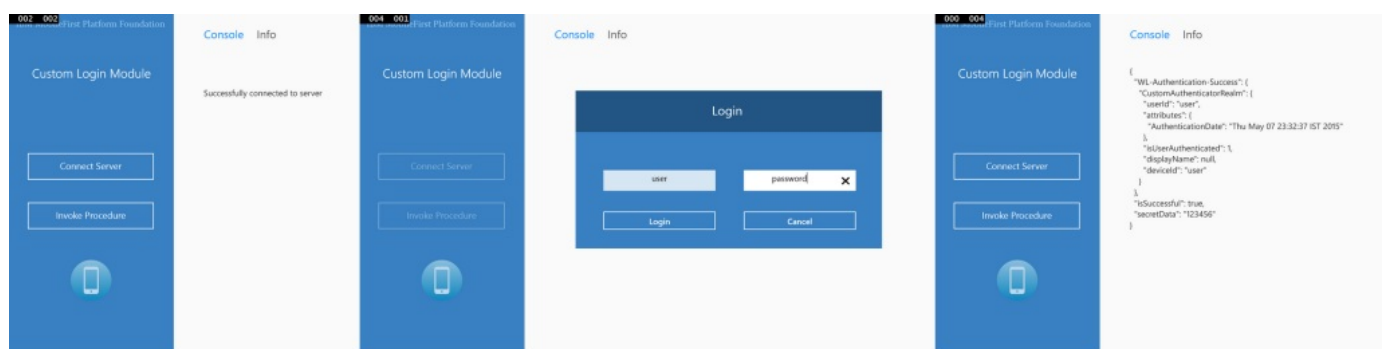 002 002
First Platform Foundation
Console Info
Custom Login Module
Successfully connected to server
Connect Server
Invoke Procedure
004 001
First Platform Foundation
Console Info
Custom Login Module
Connect Server
Invoke Procedure
Login
user
password
Login
Cancel
000 004
First Platform Foundation
Console Info
Custom Login Module
Connect Server
Invoke Procedure
{
"WL-Authentication-Success": {
"CustomAuthenticatorRealm": {
"userId": "user",
"attributes": {
"AuthenticationDate": "Thu May 07 23:32:37 IST 2015"
},
"isUserAuthenticated": 1,
"displayName": null,
"deviceId": "user"
}
},
"isSuccessful": true,
"secretData": "123456"
}